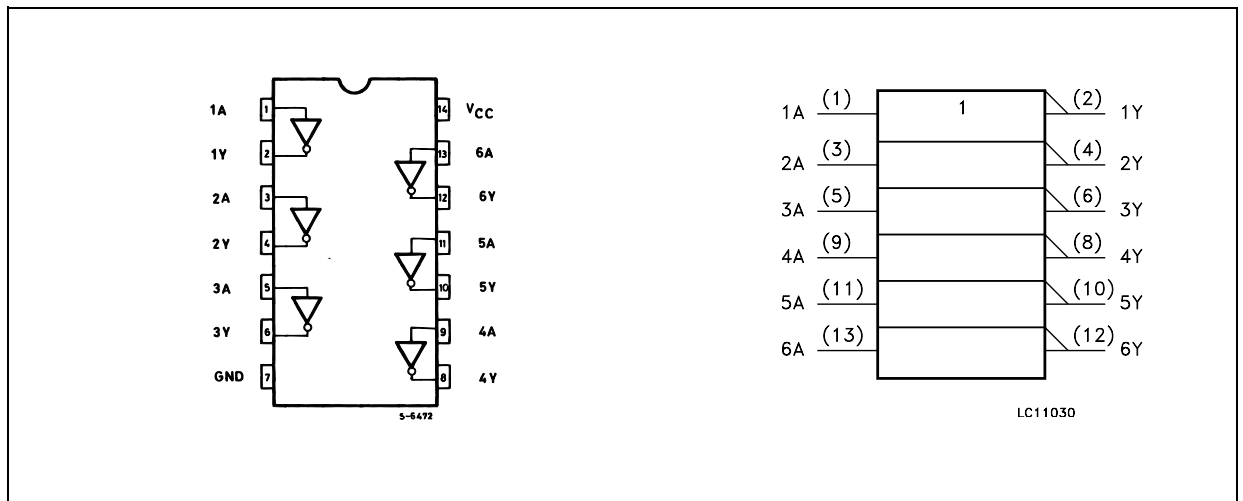 1A 1 14 VCC
1Y 2 13 6A
2A 3 12 6Y
2Y 4 11 5A
3A 5 10 5Y
3Y 6 9 4A
GND 7 8 4Y
S-6472
1A (1) 1 (2) 1Y
2A (3) (4) 2Y
3A (5) (6) 3Y
4A (9) (8) 4Y
5A (11) (10) 5Y
6A (13) (12) 6Y
LC11030